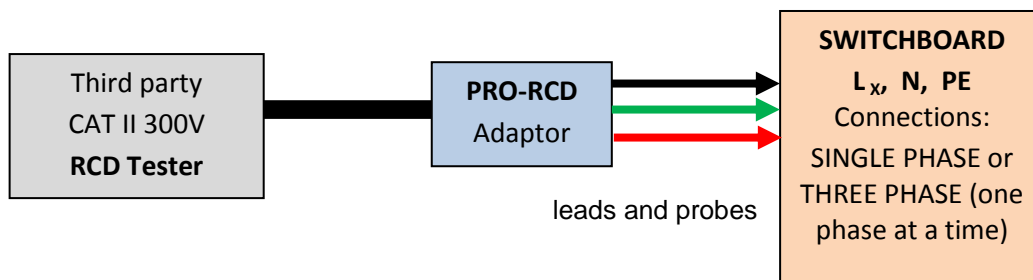 Third party
CAT II 300V
RCD Tester
PRO-RCD
Adaptor
leads and probes
SWITCHBOARD
L X, N, PE
Connections:
SINGLE PHASE or
THREE PHASE (one
phase at a time)